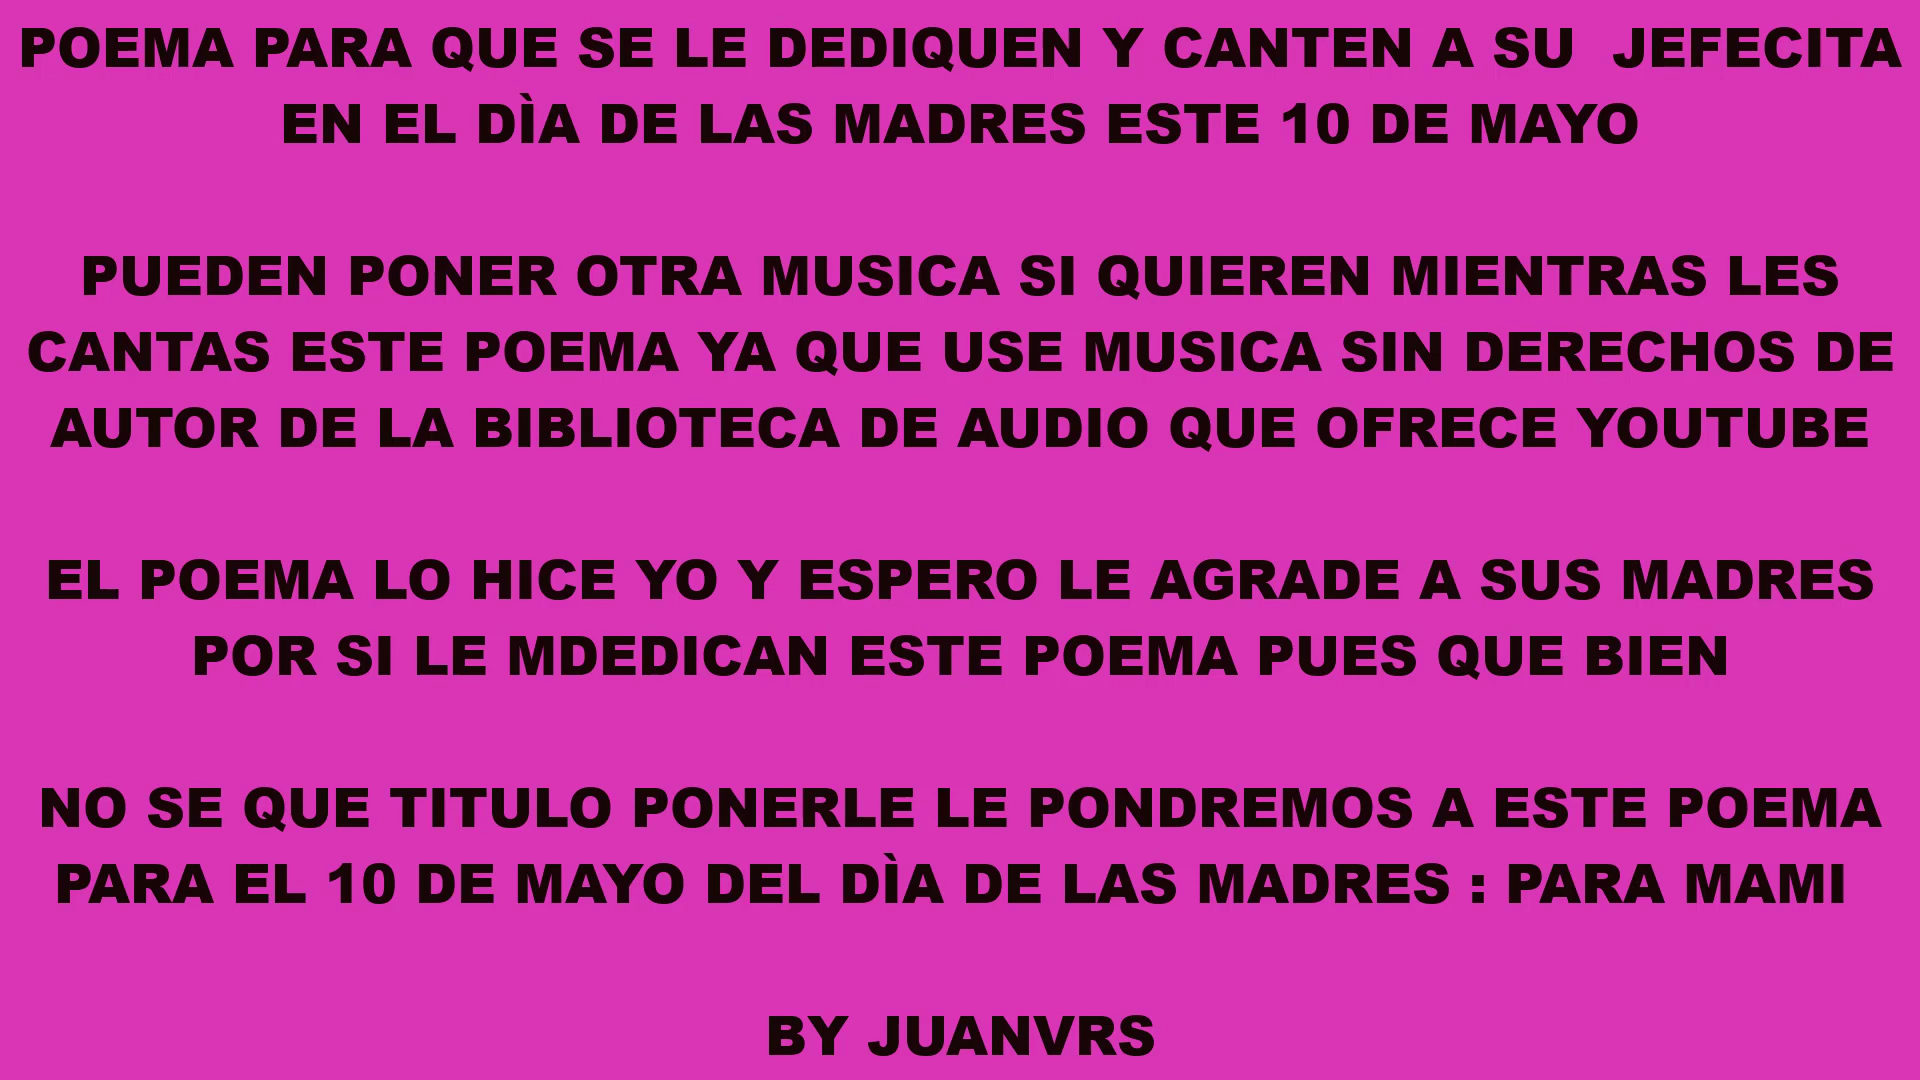 POEMA PARA QUE SE LE DEDIQUEN Y CANTEN A SU  JEFECITA
EN EL DÌA DE LAS MADRES ESTE 10 DE MAYO
PUEDEN PONER OTRA MUSICA SI QUIEREN MIENTRAS LES
CANTAS ESTE POEMA YA QUE USE MUSICA SIN DERECHOS DE
AUTOR DE LA BIBLIOTECA DE AUDIO QUE OFRECE YOUTUBE
EL POEMA LO HICE YO Y ESPERO LE AGRADE A SUS MADRES
POR SI LE MDEDICAN ESTE POEMA PUES QUE BIEN
NO SE QUE TITULO PONERLE LE PONDREMOS A ESTE POEMA
PARA EL 10 DE MAYO DEL DÌA DE LAS MADRES : PARA MAMI
BY JUANVRS